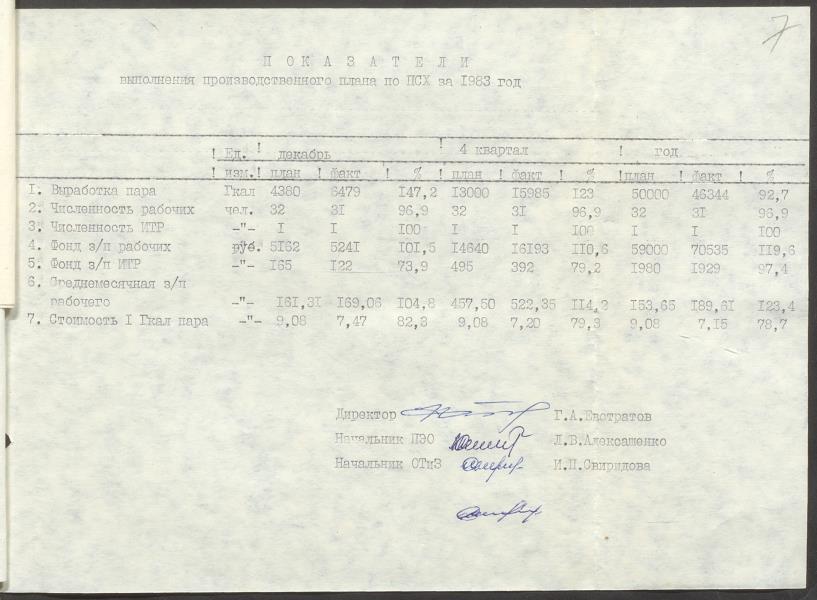 7
П О К А З А Т Е Л И
выполнения производственного плана по ПСХ за 1983 год
! Ед. ! декабрь ! 4 квартал ! год
! изм. ! план ! факт ! % ! план ! факт ! % ! план ! факт ! %
1. Выработка пара Гкал 4380 6479 147,2 13000 15985 123 50000 46344 92,7
2. Численность рабочих чел. 32 31 96,9 32 31 96,9 32 31 96,9
3. Численность ИТР -"- 1 1 100 1 1 100 1 1 100
4. Фонд з/п рабочих руб. 5162 5241 101,5 14640 16193 110,6 59000 70535 119,6
5. Фонд з/п ИТР -"- 165 122 73,9 495 392 79,2 1980 1929 97,4
6. Среднемесячная з/п
рабочего -"- 161,31 169,06 104,8 457,50 522,35 114,2 153,65 189,61 123,4
7. Стоимость 1 Гкал пара -"- 9,08 7,47 82,3 9,08 7,20 79,3 9,08 7,15 78,7
Директор Г.А.Евстратов
Начальник ПЭО Л.В.Алексашенко
Начальник ОТиЗ И.П.Свиридова